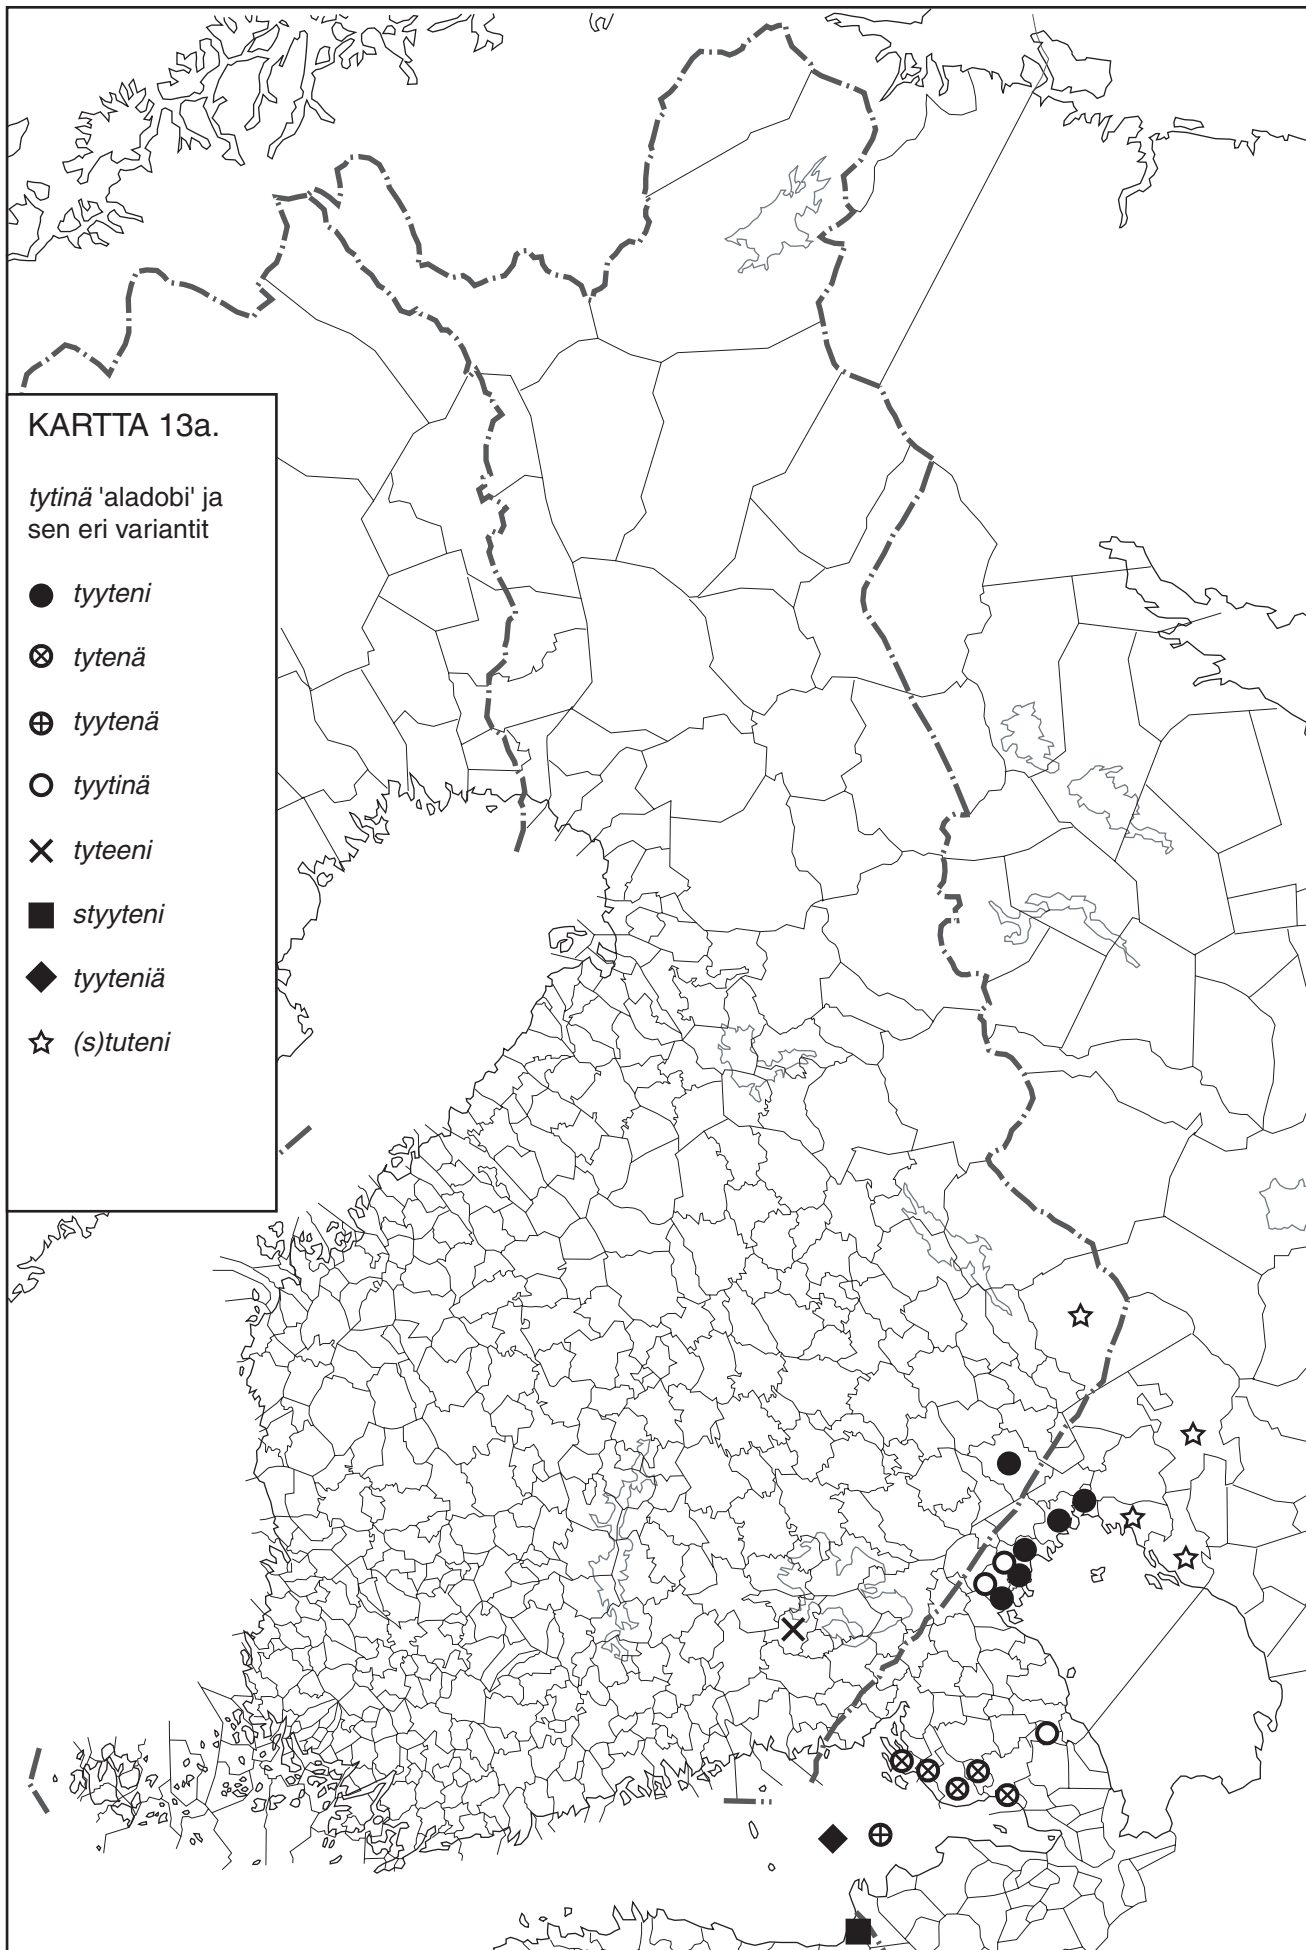 KARTTA 13a.
tytinä 'aladobi' ja
sen eri variantit
tyyteni
tytenä
tyytenä
tyytinä
tyteeni
styyteni
tyyteniä
(s)tuteni